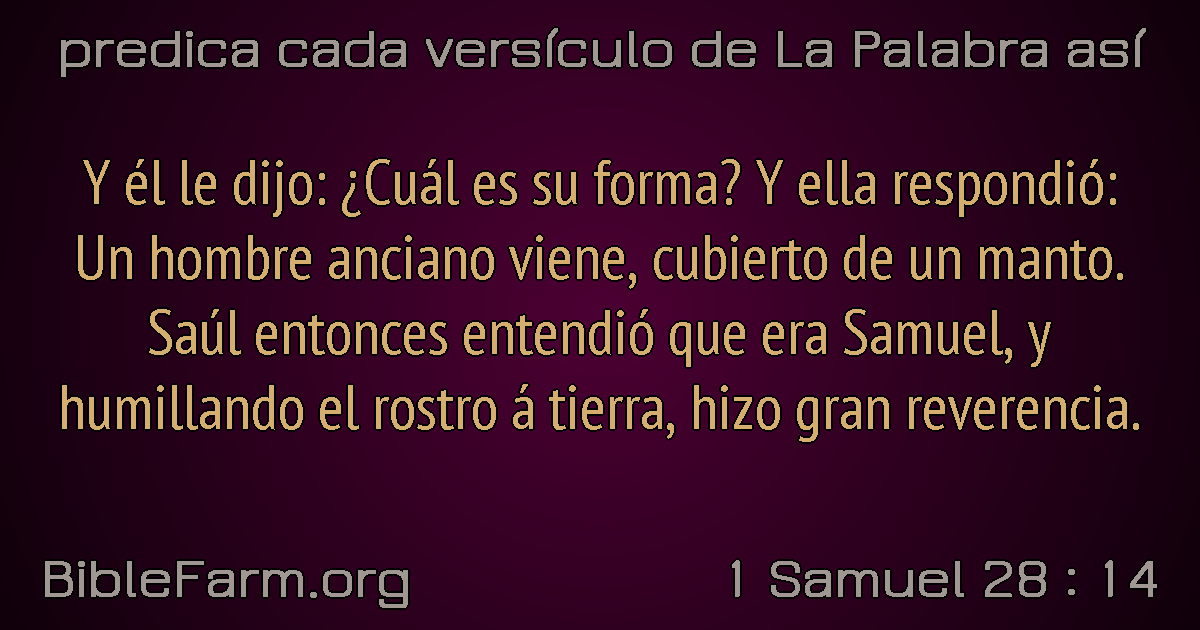 predica cada versículo de La Palabra así
Y él le dijo: ¿Cuál es su forma? Y ella respondió:
Un hombre anciano viene, cubierto de un manto.
Saúl entonces entendió que era Samuel, y
humillando el rostro á tierra, hizo gran reverencia.
BibleFarm.org
1 Samuel 28 : 14